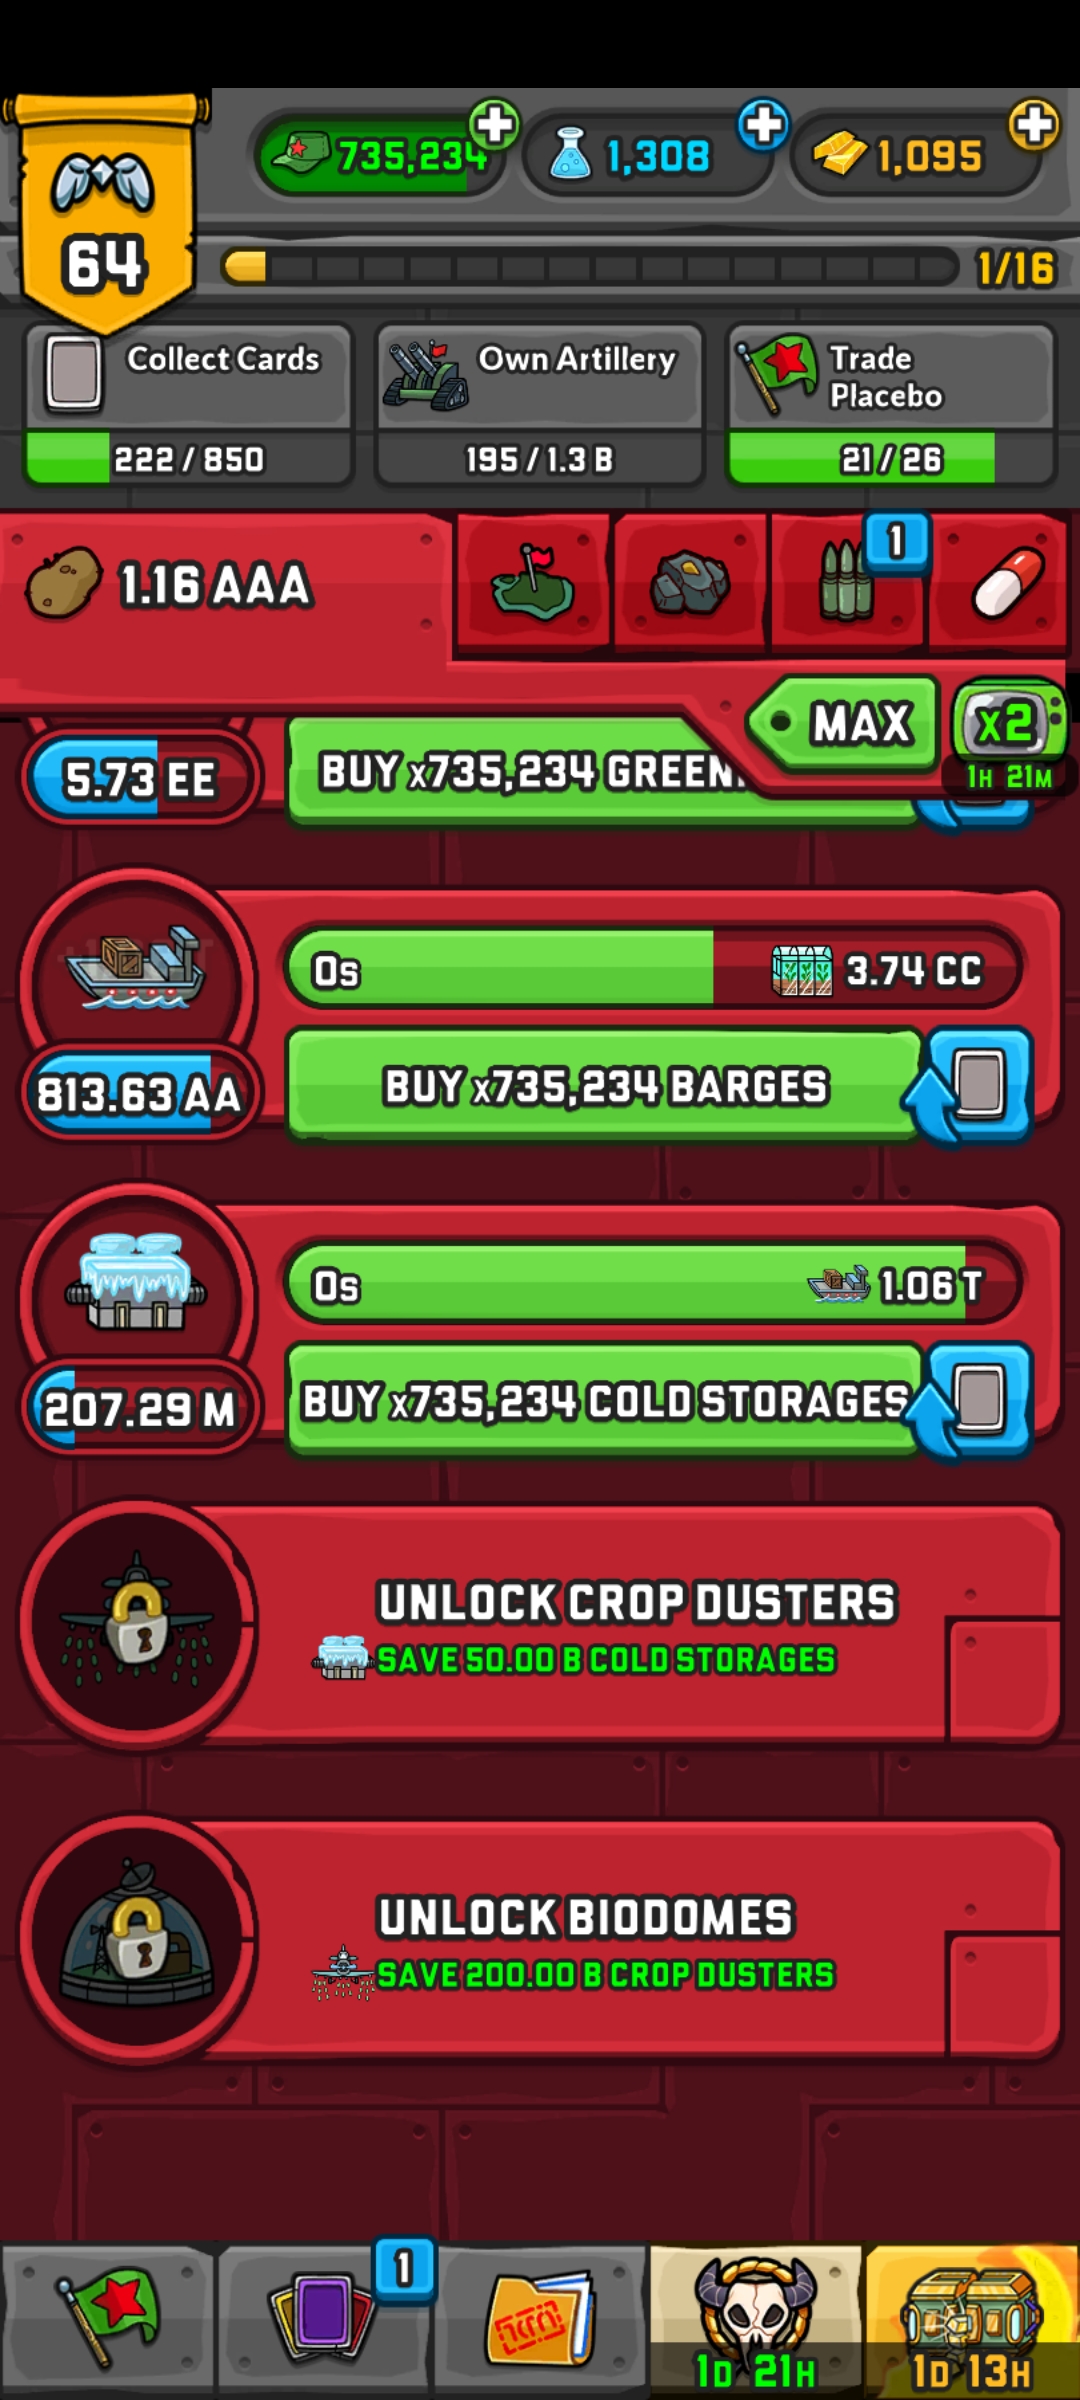 735,234
1,308
1,095
64
1/16
Collect Cards
222 / 850
Own Artillery
195 / 1.3 B
Trade
Placebo
21 / 26
1.16 AAA
1
MAX
x2
1H 21M
5.73 EE
BUY x735,234 GREEN
0s
3.74 CC
813.63 AA
BUY x735,234 BARGES
0s
1.06 T
207.29 M
BUY x735,234 COLD STORAGES
UNLOCK CROP DUSTERS
SAVE 50.00 B COLD STORAGES
UNLOCK BIODOMES
SAVE 200.00 B CROP DUSTERS
1
1D 21H
1D 13H